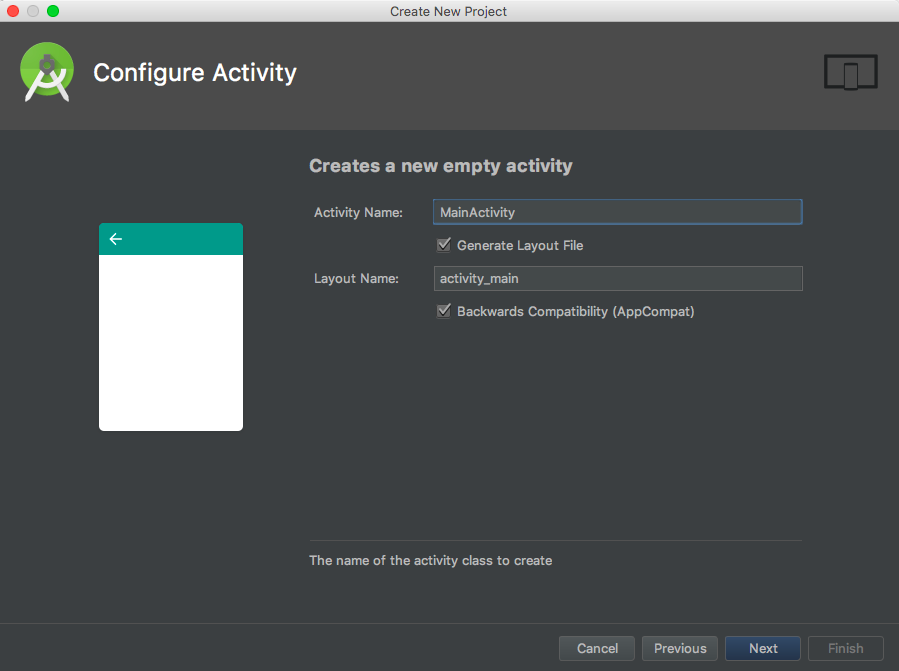 Create New Project
Configure Activity
Creates a new empty activity
Activity Name: MainActivity
Generate Layout File
Layout Name: activity_main
Backwards Compatibility (AppCompat)
The name of the activity class to create
Cancel Previous Next Finish